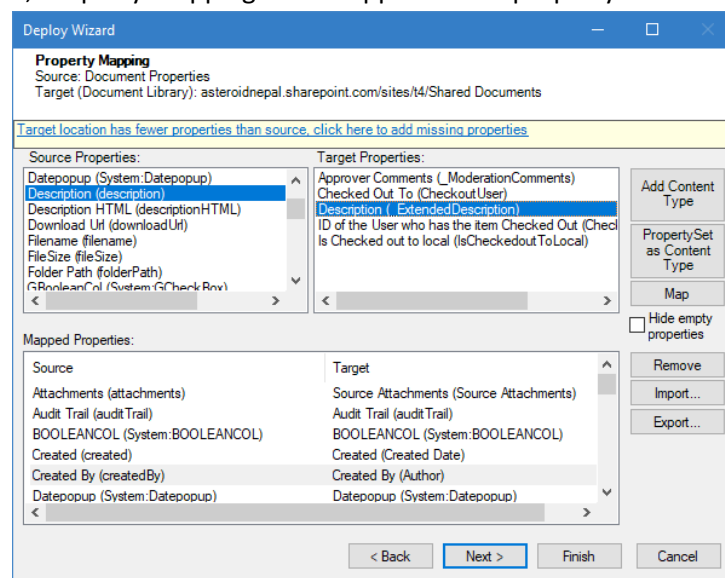 Deploy Wizard
Property Mapping
Source: Document Properties
Target (Document Library): asteroidnepal.sharepoint.com/sites/t4/Shared Documents
Target location has fewer properties than source, click here to add missing properties
Source Properties:
Datepopup (System:Datepopup)
Description (description)
Description HTML (descriptionHTML)
Download Url (downloadUrl)
Filename (filename)
FileSize (fileSize)
Folder Path (folderPath)
GBooleanCol (System:GCheckBox)
Target Properties:
Approver Comments (_ModerationComments)
Checked Out To (CheckoutUser)
Description (_ExtendedDescription)
ID of the User who has the item Checked Out (Checl
Is Checked out to local (IsCheckedoutToLocal)
Add Content
Type
PropertySet
as Content
Type
Map
Hide empty
properties
Mapped Properties:
Source Target
Attachments (attachments) Source Attachments (Source Attachments)
Audit Trail (auditTrail) Audit Trail (auditTrail)
BOOLEANCOL (System:BOOLEANCOL) BOOLEANCOL (System:BOOLEANCOL)
Created (created) Created (Created Date)
Created By (createdBy) Created By (Author)
Datepopup (System:Datepopup) Datepopup (System:Datepopup)
Remove
Import...
Export...
< Back Next > Finish Cancel